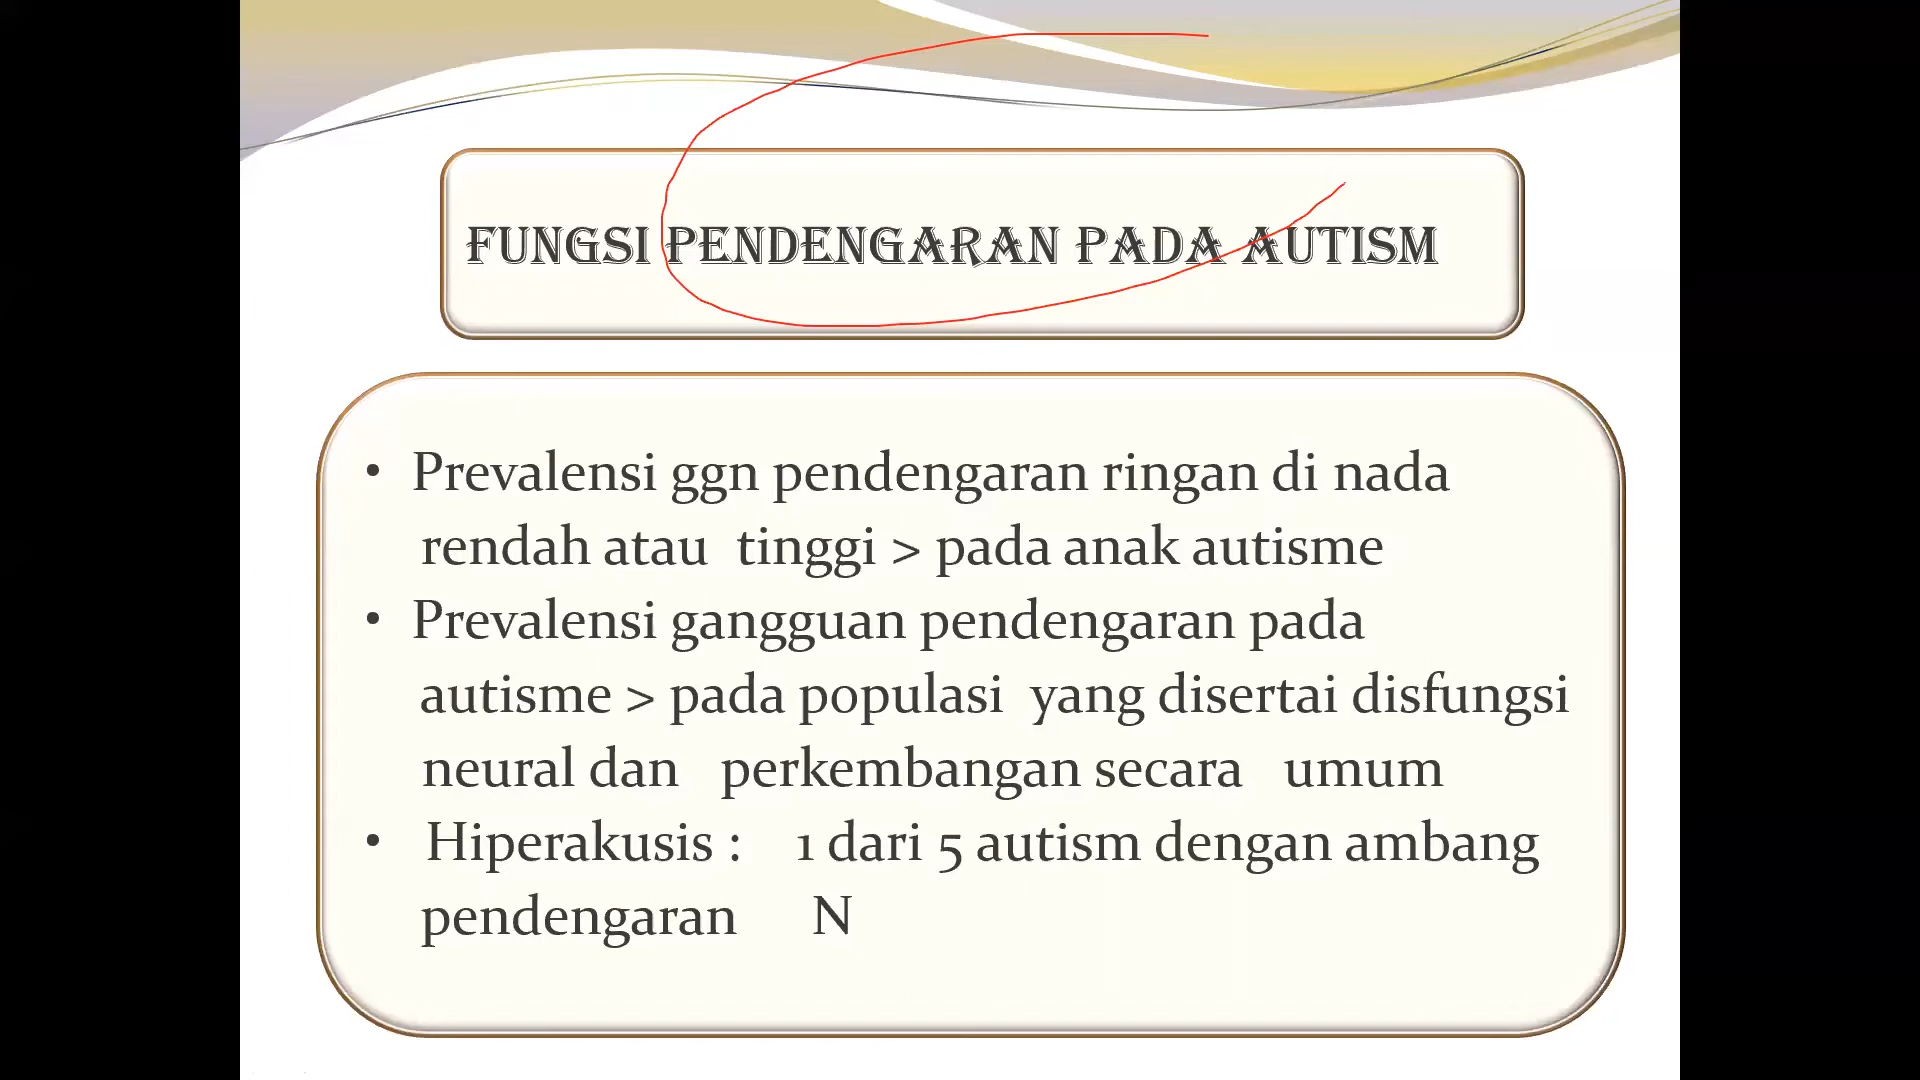 FUNGSI PENDENGARAN PADA AUTISM
• Prevalensi ggn pendengaran ringan di nada
rendah atau tinggi > pada anak autisme
• Prevalensi gangguan pendengaran pada
autisme > pada populasi yang disertai disfungsi
neural dan perkembangan secara umum
• Hiperakusis : 1 dari 5 autism dengan ambang
pendengaran N